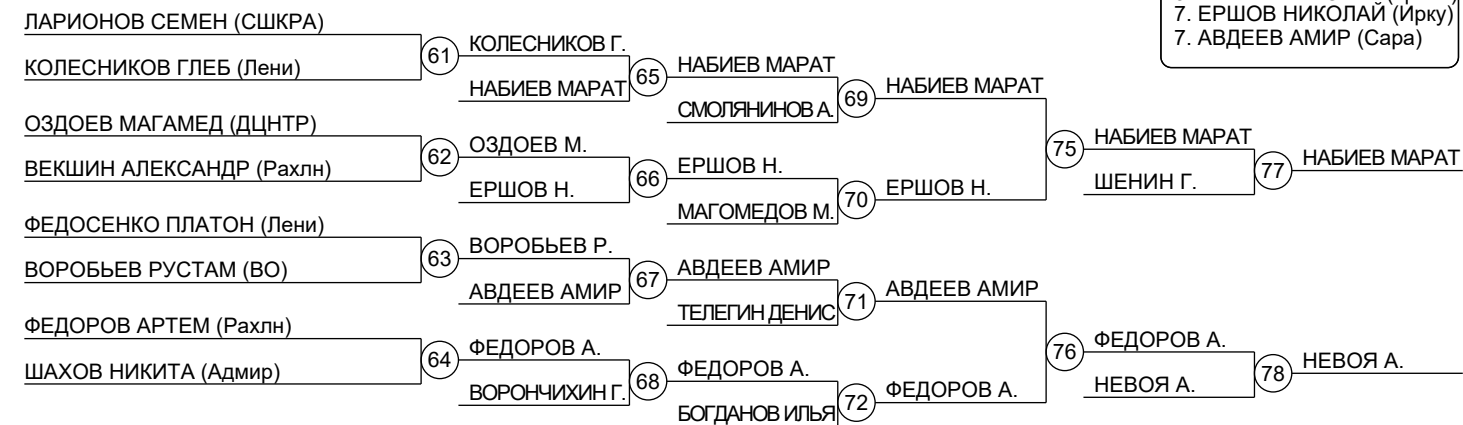 7. ЕРШОВ НИКОЛАЙ (Ирку)
7. АВДЕЕВ АМИР (Сара)
ЛАРИОНОВ СЕМЕН (СШКРА)
КОЛЕСНИКОВ ГЛЕБ (Лени)
61
КОЛЕСНИКОВ Г.
НАБИЕВ МАРАТ
65
НАБИЕВ МАРАТ
СМОЛЯНИНОВ А.
69
НАБИЕВ МАРАТ
ОЗДОЕВ МАГАМЕД (ДЦНТР)
ВЕКШИН АЛЕКСАНДР (Рахлн)
62
ОЗДОЕВ М.
ЕРШОВ Н.
66
ЕРШОВ Н.
МАГОМЕДОВ М.
70
ЕРШОВ Н.
75
НАБИЕВ МАРАТ
ШЕНИН Г.
77
НАБИЕВ МАРАТ
ФЕДОСЕНКО ПЛАТОН (Лени)
ВОРОБЬЕВ РУСТАМ (ВО)
63
ВОРОБЬЕВ Р.
АВДЕЕВ АМИР
67
АВДЕЕВ АМИР
ТЕЛЕГИН ДЕНИС
71
АВДЕЕВ АМИР
ФЕДОРОВ АРТЕМ (Рахлн)
ШАХОВ НИКИТА (Адмир)
64
ФЕДОРОВ А.
ВОРОНЧИХИН Г.
68
ФЕДОРОВ А.
БОГДАНОВ ИЛЬЯ
72
ФЕДОРОВ А.
76
ФЕДОРОВ А.
НЕВОЯ А.
78
НЕВОЯ А.